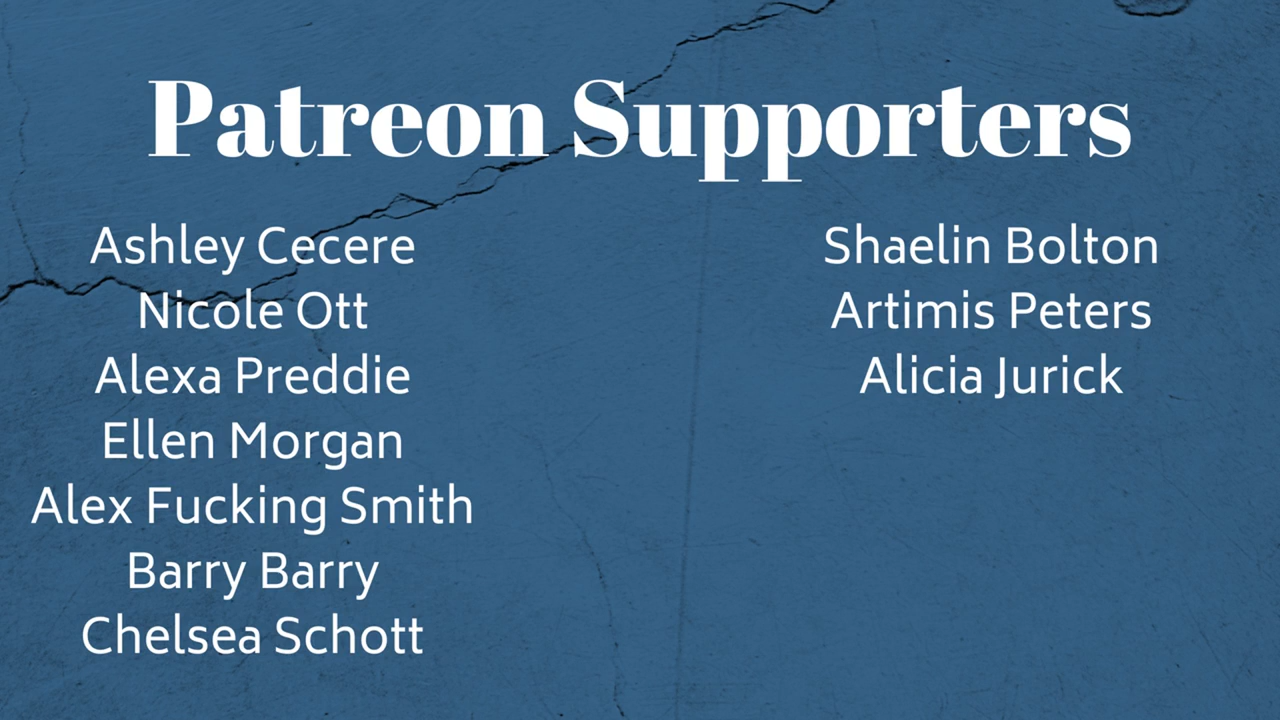 Patreon Supporters
Ashley Cecere
Nicole Ott
Alexa Preddie
Ellen Morgan
Alex Fucking Smith
Barry Barry
Chelsea Schott
Shaelin Bolton
Artimis Peters
Alicia Jurick